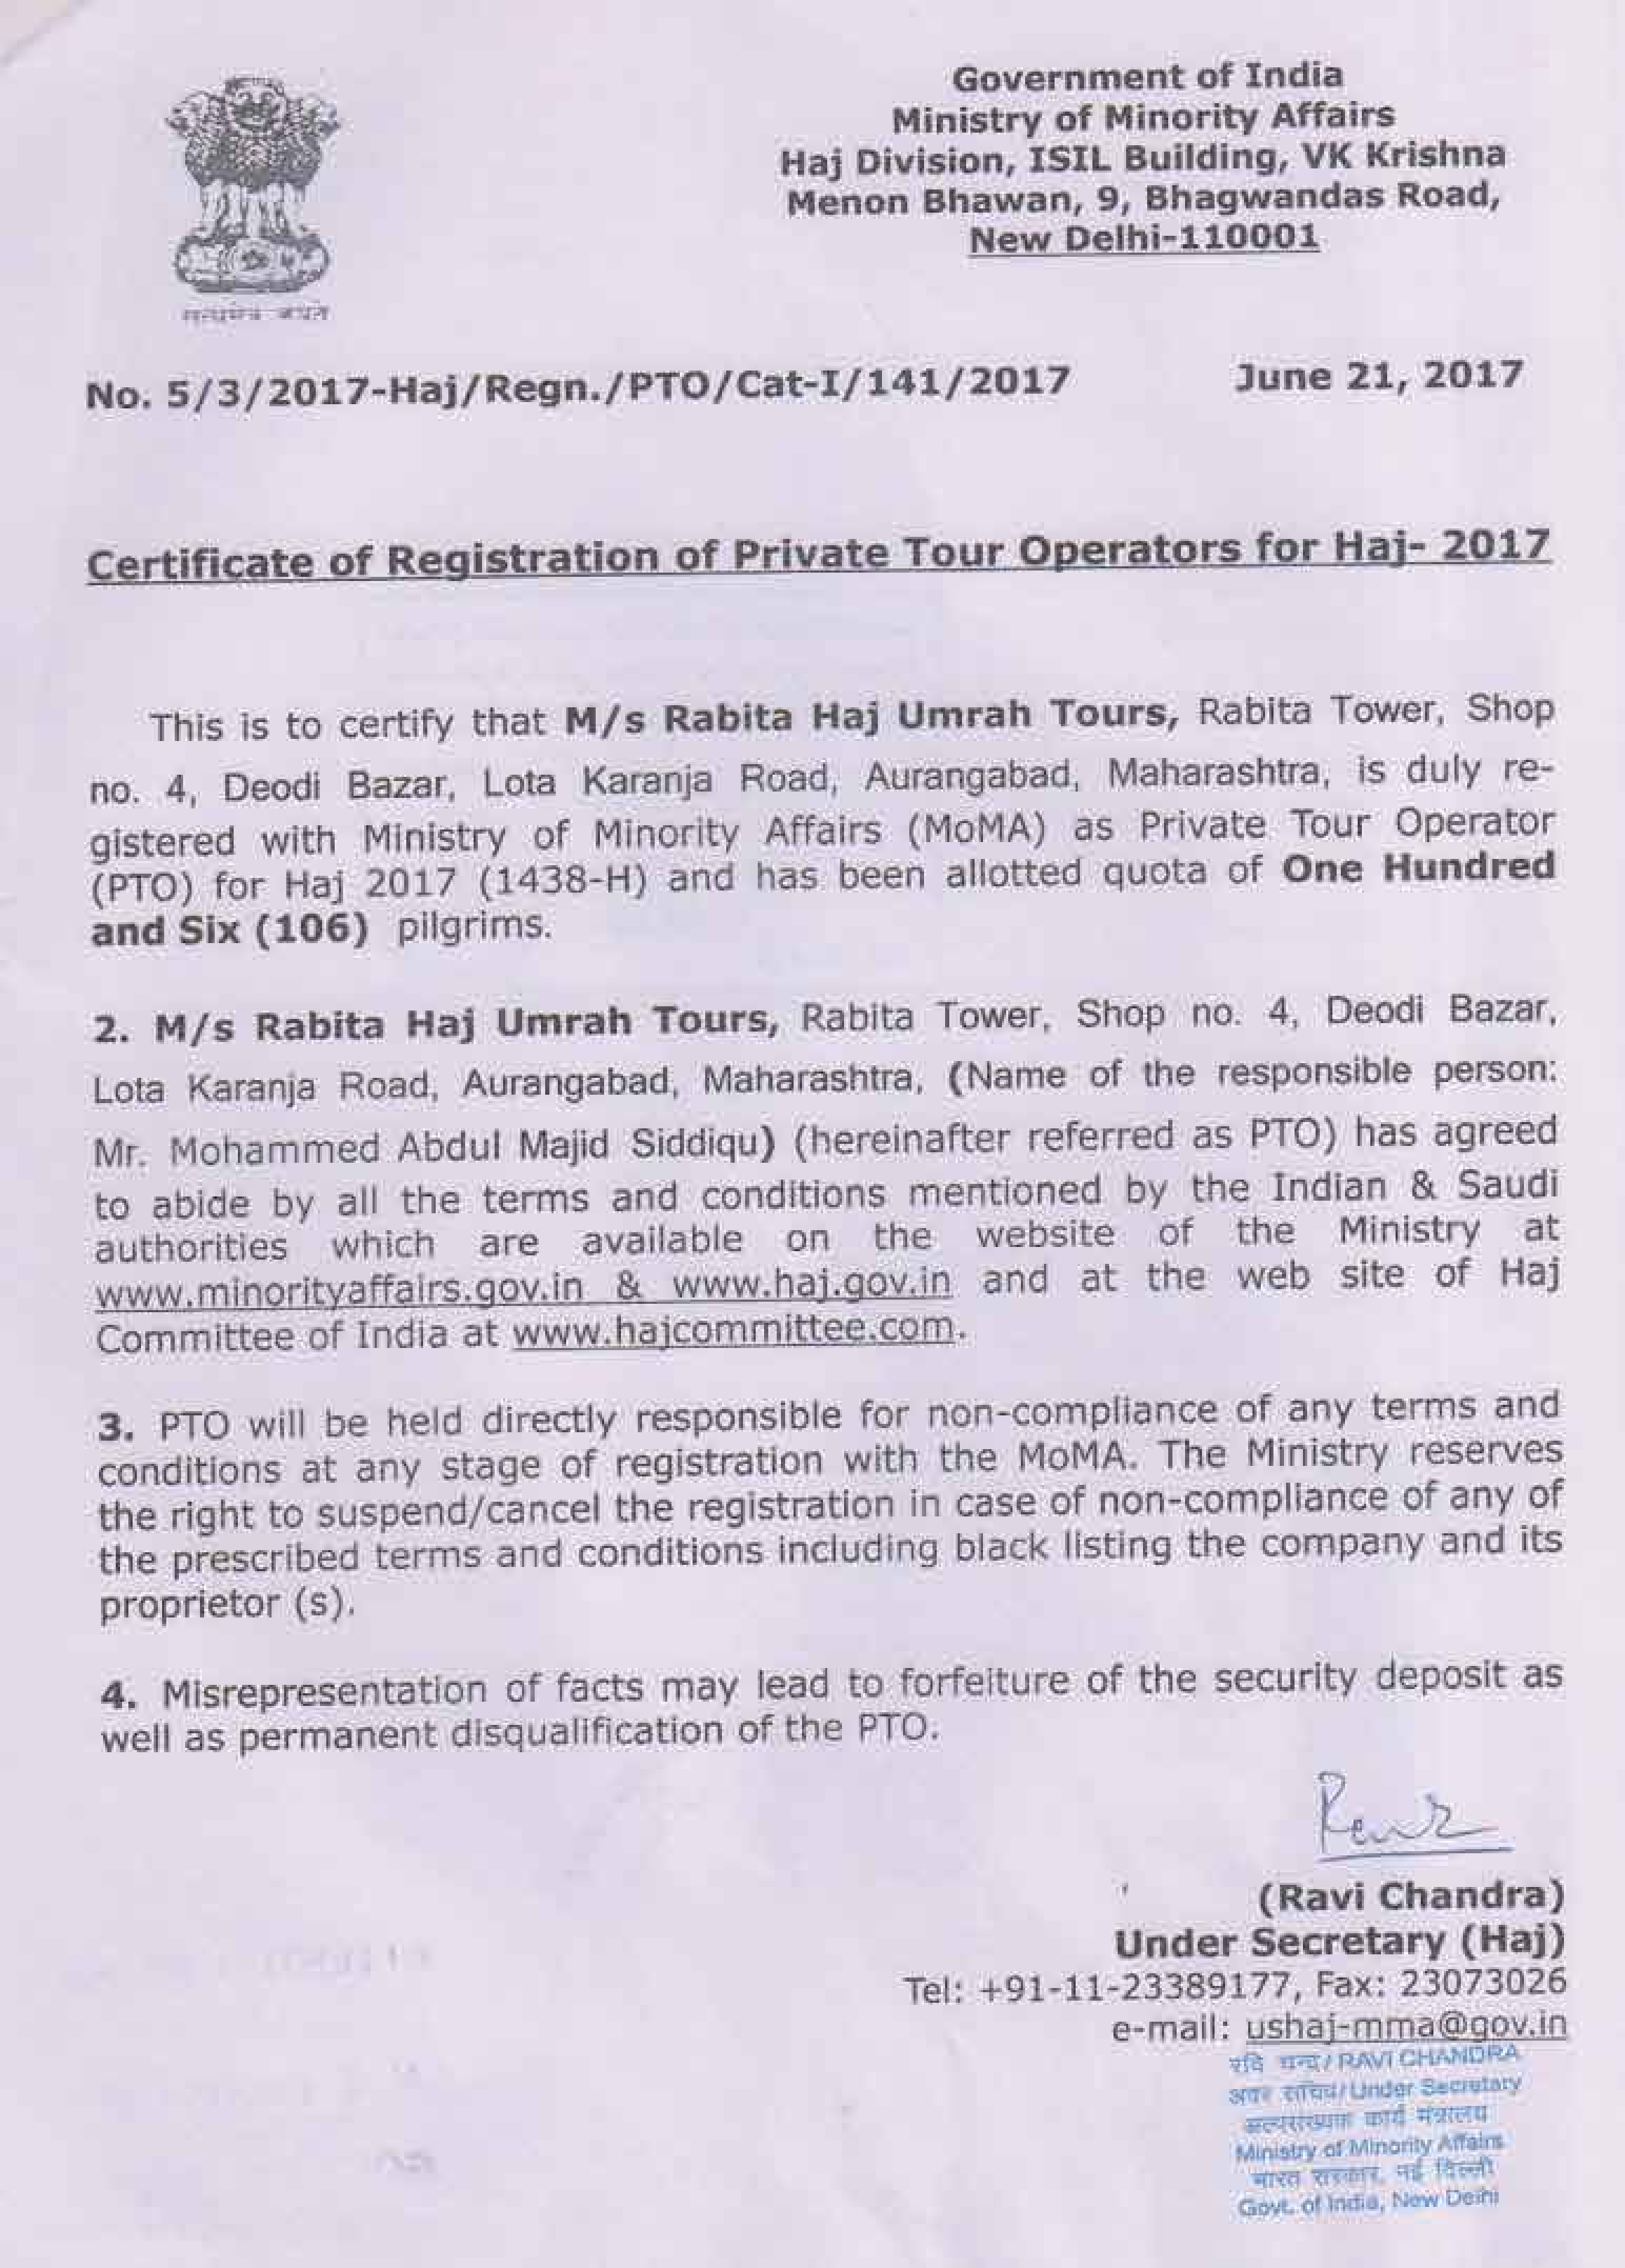 Government of India
Ministry of Minority Affairs
Haj Division, ISIL Building, VK Krishna
Menon Bhawan, 9, Bhagwandas Road,
New Delhi-110001
सत्यमेव जयते
No. 5/3/2017-Haj/Regn./PTO/Cat-I/141/2017 June 21, 2017
Certificate of Registration of Private Tour Operators for Haj- 2017
This is to certify that M/s Rabita Haj Umrah Tours, Rabita Tower, Shop
no. 4, Deodi Bazar, Lota Karanja Road, Aurangabad, Maharashtra, is duly re-
gistered with Ministry of Minority Affairs (MoMA) as Private Tour Operator
(PTO) for Haj 2017 (1438-H) and has been allotted quota of One Hundred
and Six (106) pilgrims.
2. M/s Rabita Haj Umrah Tours, Rabita Tower, Shop no. 4, Deodi Bazar,
Lota Karanja Road, Aurangabad, Maharashtra, (Name of the responsible person:
Mr. Mohammed Abdul Majid Siddiqu) (hereinafter referred as PTO) has agreed
to abide by all the terms and conditions mentioned by the Indian & Saudi
authorities which are available on the website of the Ministry at
www.minorityaffairs.gov.in & www.haj.gov.in and at the web site of Haj
Committee of India at www.hajcommittee.com.
3. PTO will be held directly responsible for non-compliance of any terms and
conditions at any stage of registration with the MoMA. The Ministry reserves
the right to suspend/cancel the registration in case of non-compliance of any of
the prescribed terms and conditions including black listing the company and its
proprietor (s).
4. Misrepresentation of facts may lead to forfeiture of the security deposit as
well as permanent disqualification of the PTO.
(Ravi Chandra)
Under Secretary (Haj)
Tel: +91-11-23389177, Fax: 23073026
e-mail: ushaj-mma@gov.in
रवि चन्द्र/RAVI CHANDRA
अवर सचिव/Under Secretary
अल्पसंख्यक कार्य मंत्रालय
Ministry of Minority Affairs
भारत सरकार, नई दिल्ली
Govt. of India, New Delhi